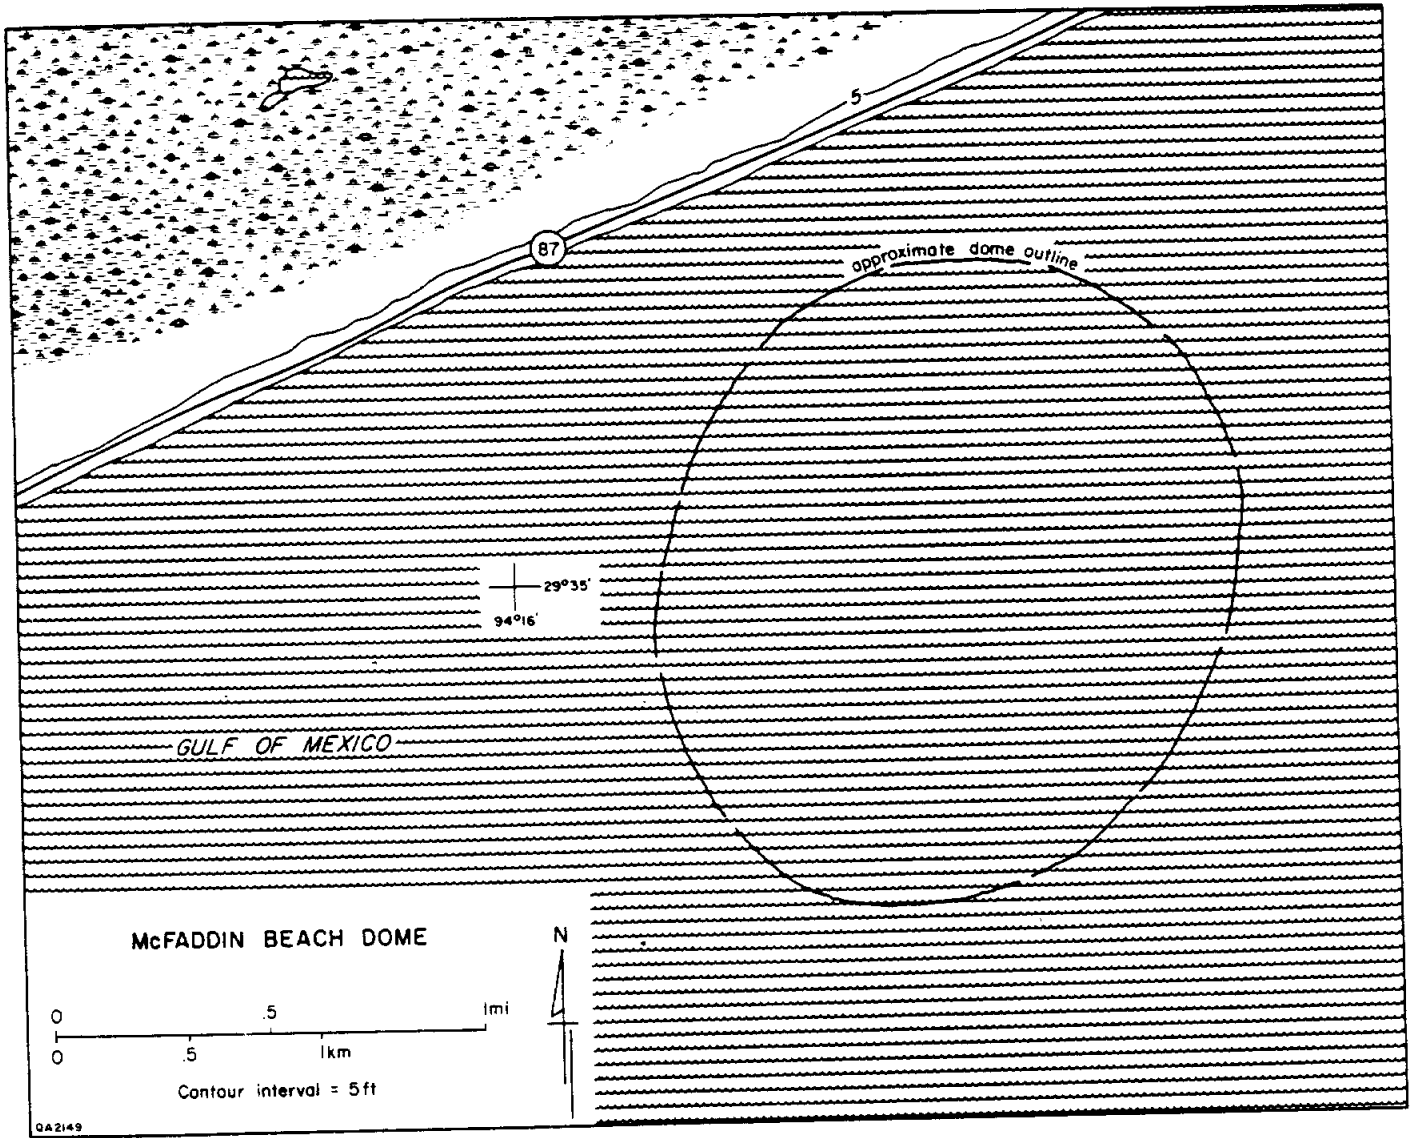 5
87
approximate dome outline
29°35'
94°16'
GULF OF MEXICO
McFADDIN BEACH DOME
N
0 .5 1mi
0 .5 1km
Contour interval = 5ft
QA2149